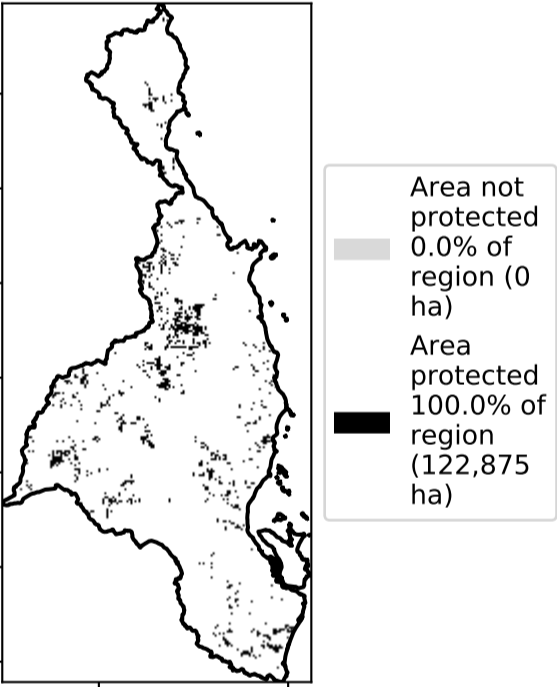 Area not
protected
0.0% of
region (0
ha)
Area
protected
100.0% of
region
(122,875
ha)